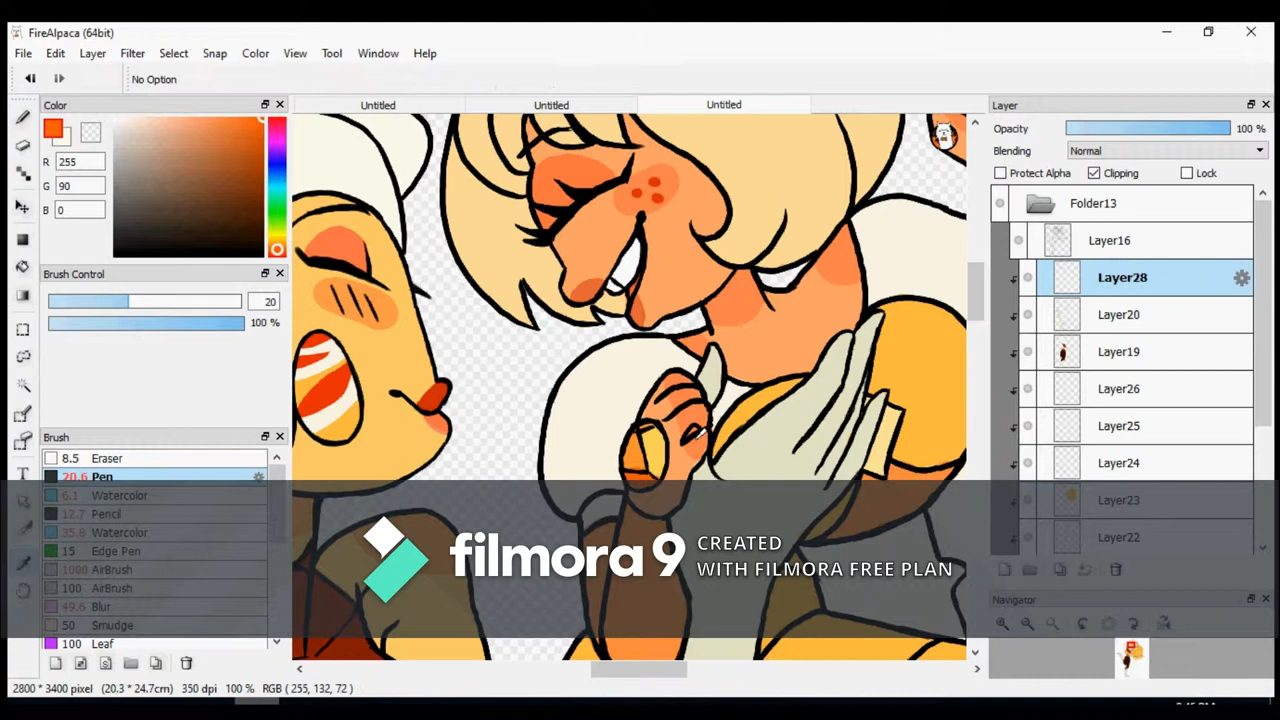 FireAlpaca (64bit)
File Edit Layer Filter Select Snap Color View Tool Window Help
No Option
Color
Untitled Untitled Untitled
Layer
R 255
G 90
B 0
Opacity 100 %
Blending Normal
Protect Alpha Clipping Lock
Folder13
Layer16
Brush Control
Layer28
20
Layer20
100 %
Layer19
Layer26
Layer25
Brush
8.5 Eraser
Layer24
20.6 Pen
6.1 Watercolor
Layer23
12.7 Pencil
35.8 Watercolor
Layer22
15 Edge Pen
1000 AirBrush
100 AirBrush
49.6 Blur
50 Smudge
100 Leaf
filmora 9 CREATED
WITH FILMORA FREE PLAN
Navigator
2800 * 3400 pixel (20.3 * 24.7cm) 350 dpi 100 % RGB ( 255, 132, 72 )